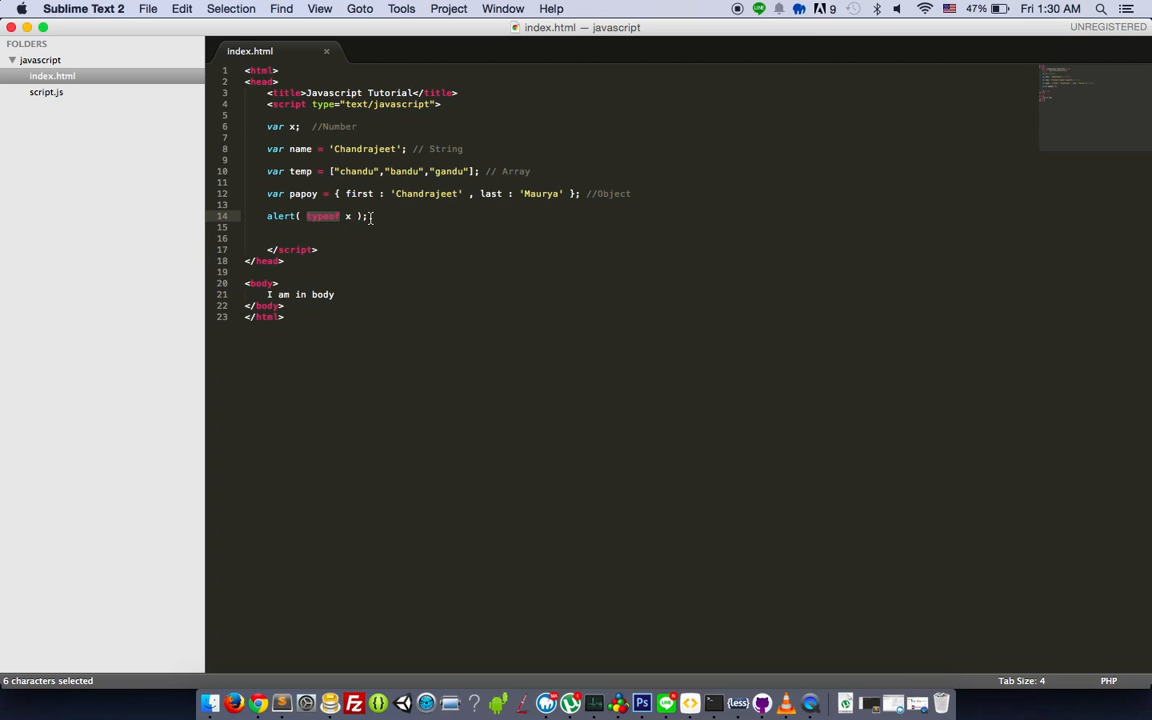 Sublime Text 2 File Edit Selection Find View Goto Tools Project Window Help 9 47% Fri 1:30 AM
index.html — javascript UNREGISTERED
FOLDERS
javascript
index.html
script.js
index.html
1 <html>
2 <head>
3 <title>Javascript Tutorial</title>
4 <script type="text/javascript">
5
6 var x; //Number
7
8 var name = 'Chandrajeet'; // String
9
10 var temp = ["chandu","bandu","gandu"]; // Array
11
12 var papoy = { first : 'Chandrajeet' , last : 'Maurya' }; //Object
13
14 alert( typeof x );
15
16
17 </script>
18 </head>
19
20 <body>
21 I am in body
22 </body>
23 </html>
6 characters selected Tab Size: 4 PHP